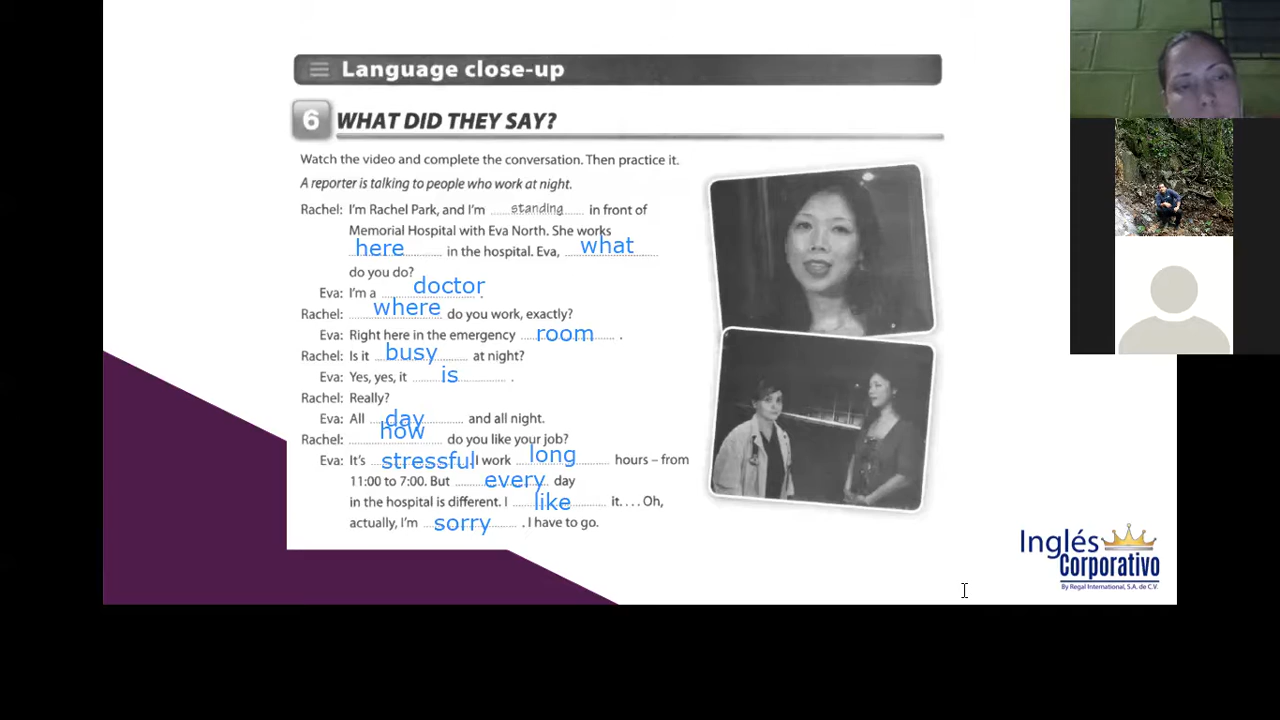 Language close-up
6 WHAT DID THEY SAY?
Watch the video and complete the conversation. Then practice it.
A reporter is talking to people who work at night.
Rachel: I'm Rachel Park, and I'm standing in front of
Memorial Hospital with Eva North. She works
here in the hospital. Eva, what
do you do?
Eva: I'm a doctor .
Rachel: where do you work, exactly?
Eva: Right here in the emergency room .
Rachel: Is it busy at night?
Eva: Yes, yes, it is .
Rachel: Really?
Eva: All day and all night.
Rachel: how do you like your job?
Eva: It's stressful. I work long hours – from
11:00 to 7:00. But every day
in the hospital is different. I like it. . . . Oh,
actually, I'm sorry . I have to go.
Inglés
Corporativo
By Regal International, S.A. de C.V.